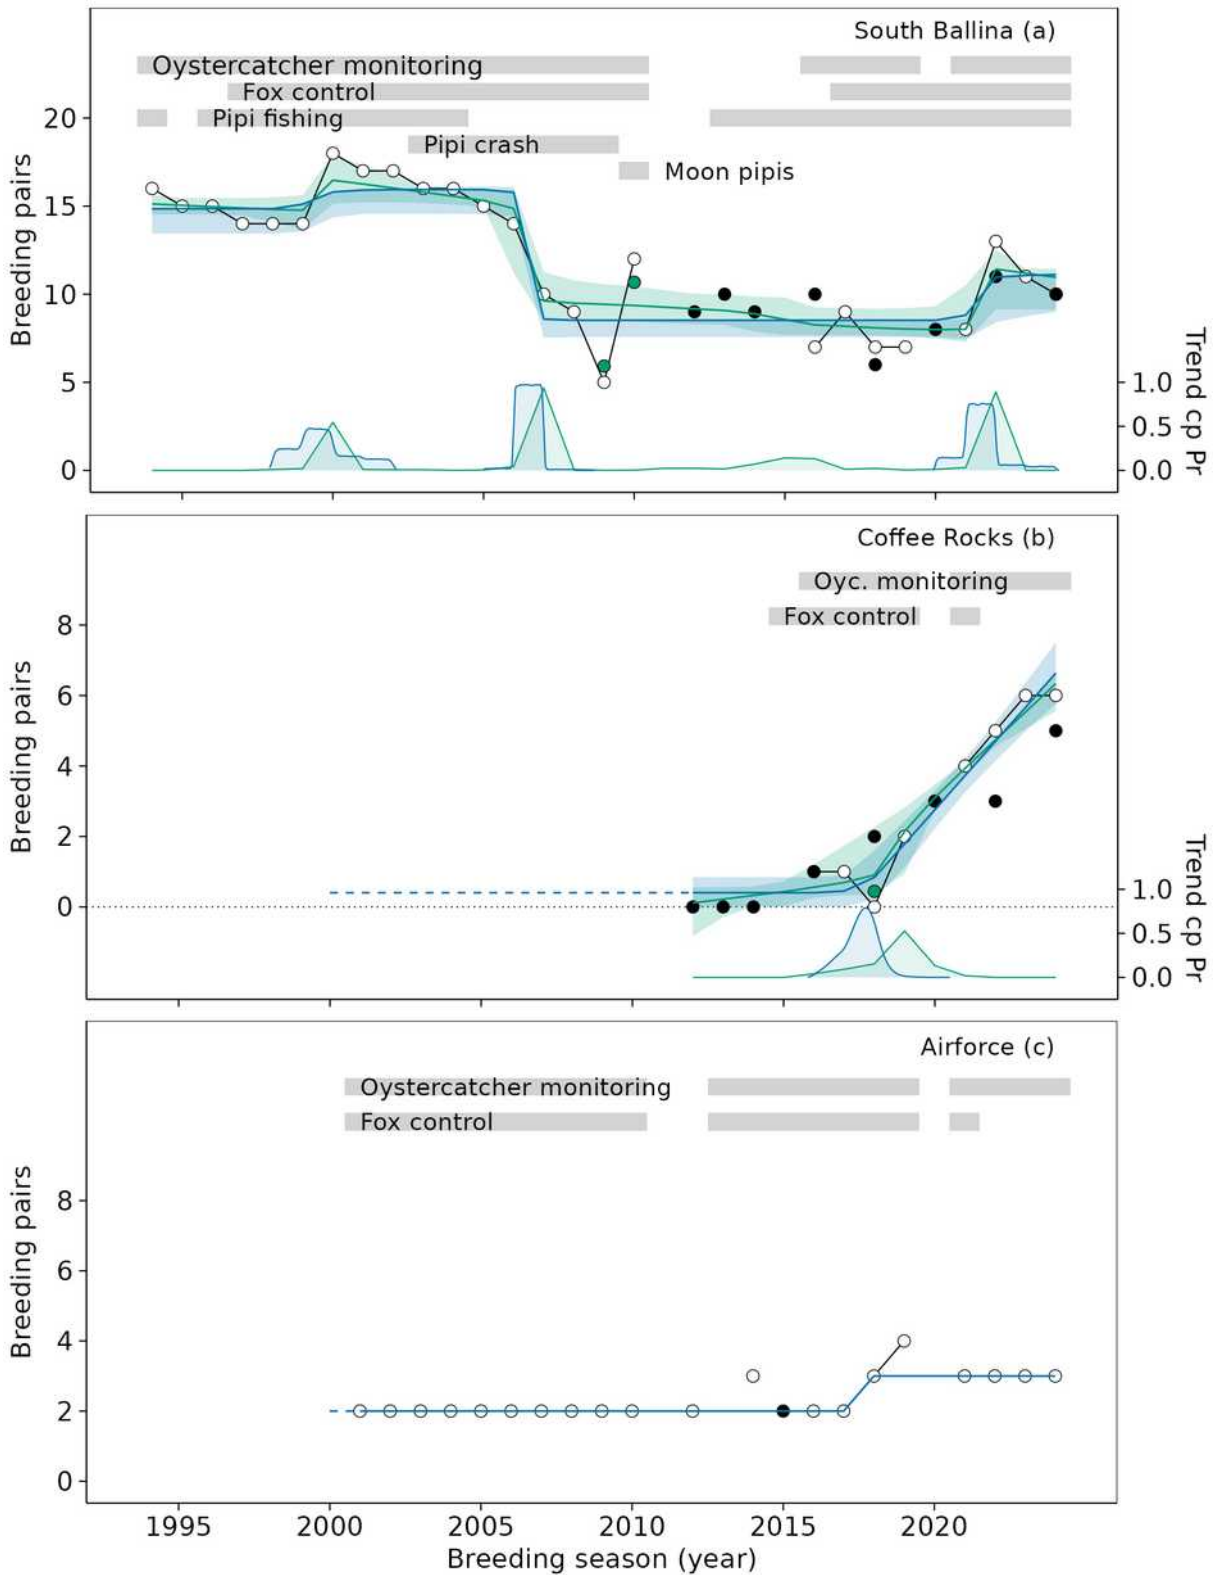 South Ballina (a)
Oystercatcher monitoring
Fox control
Pipi fishing
Pipi crash
Moon pipis
Breeding pairs
20
15
10
5
0
Trend cp Pr
1.0
0.5
0.0
Coffee Rocks (b)
Oyc. monitoring
Fox control
Breeding pairs
8
6
4
2
0
Trend cp Pr
1.0
0.5
0.0
Airforce (c)
Oystercatcher monitoring
Fox control
Breeding pairs
8
6
4
2
0
1995 2000 2005 2010 2015 2020
Breeding season (year)